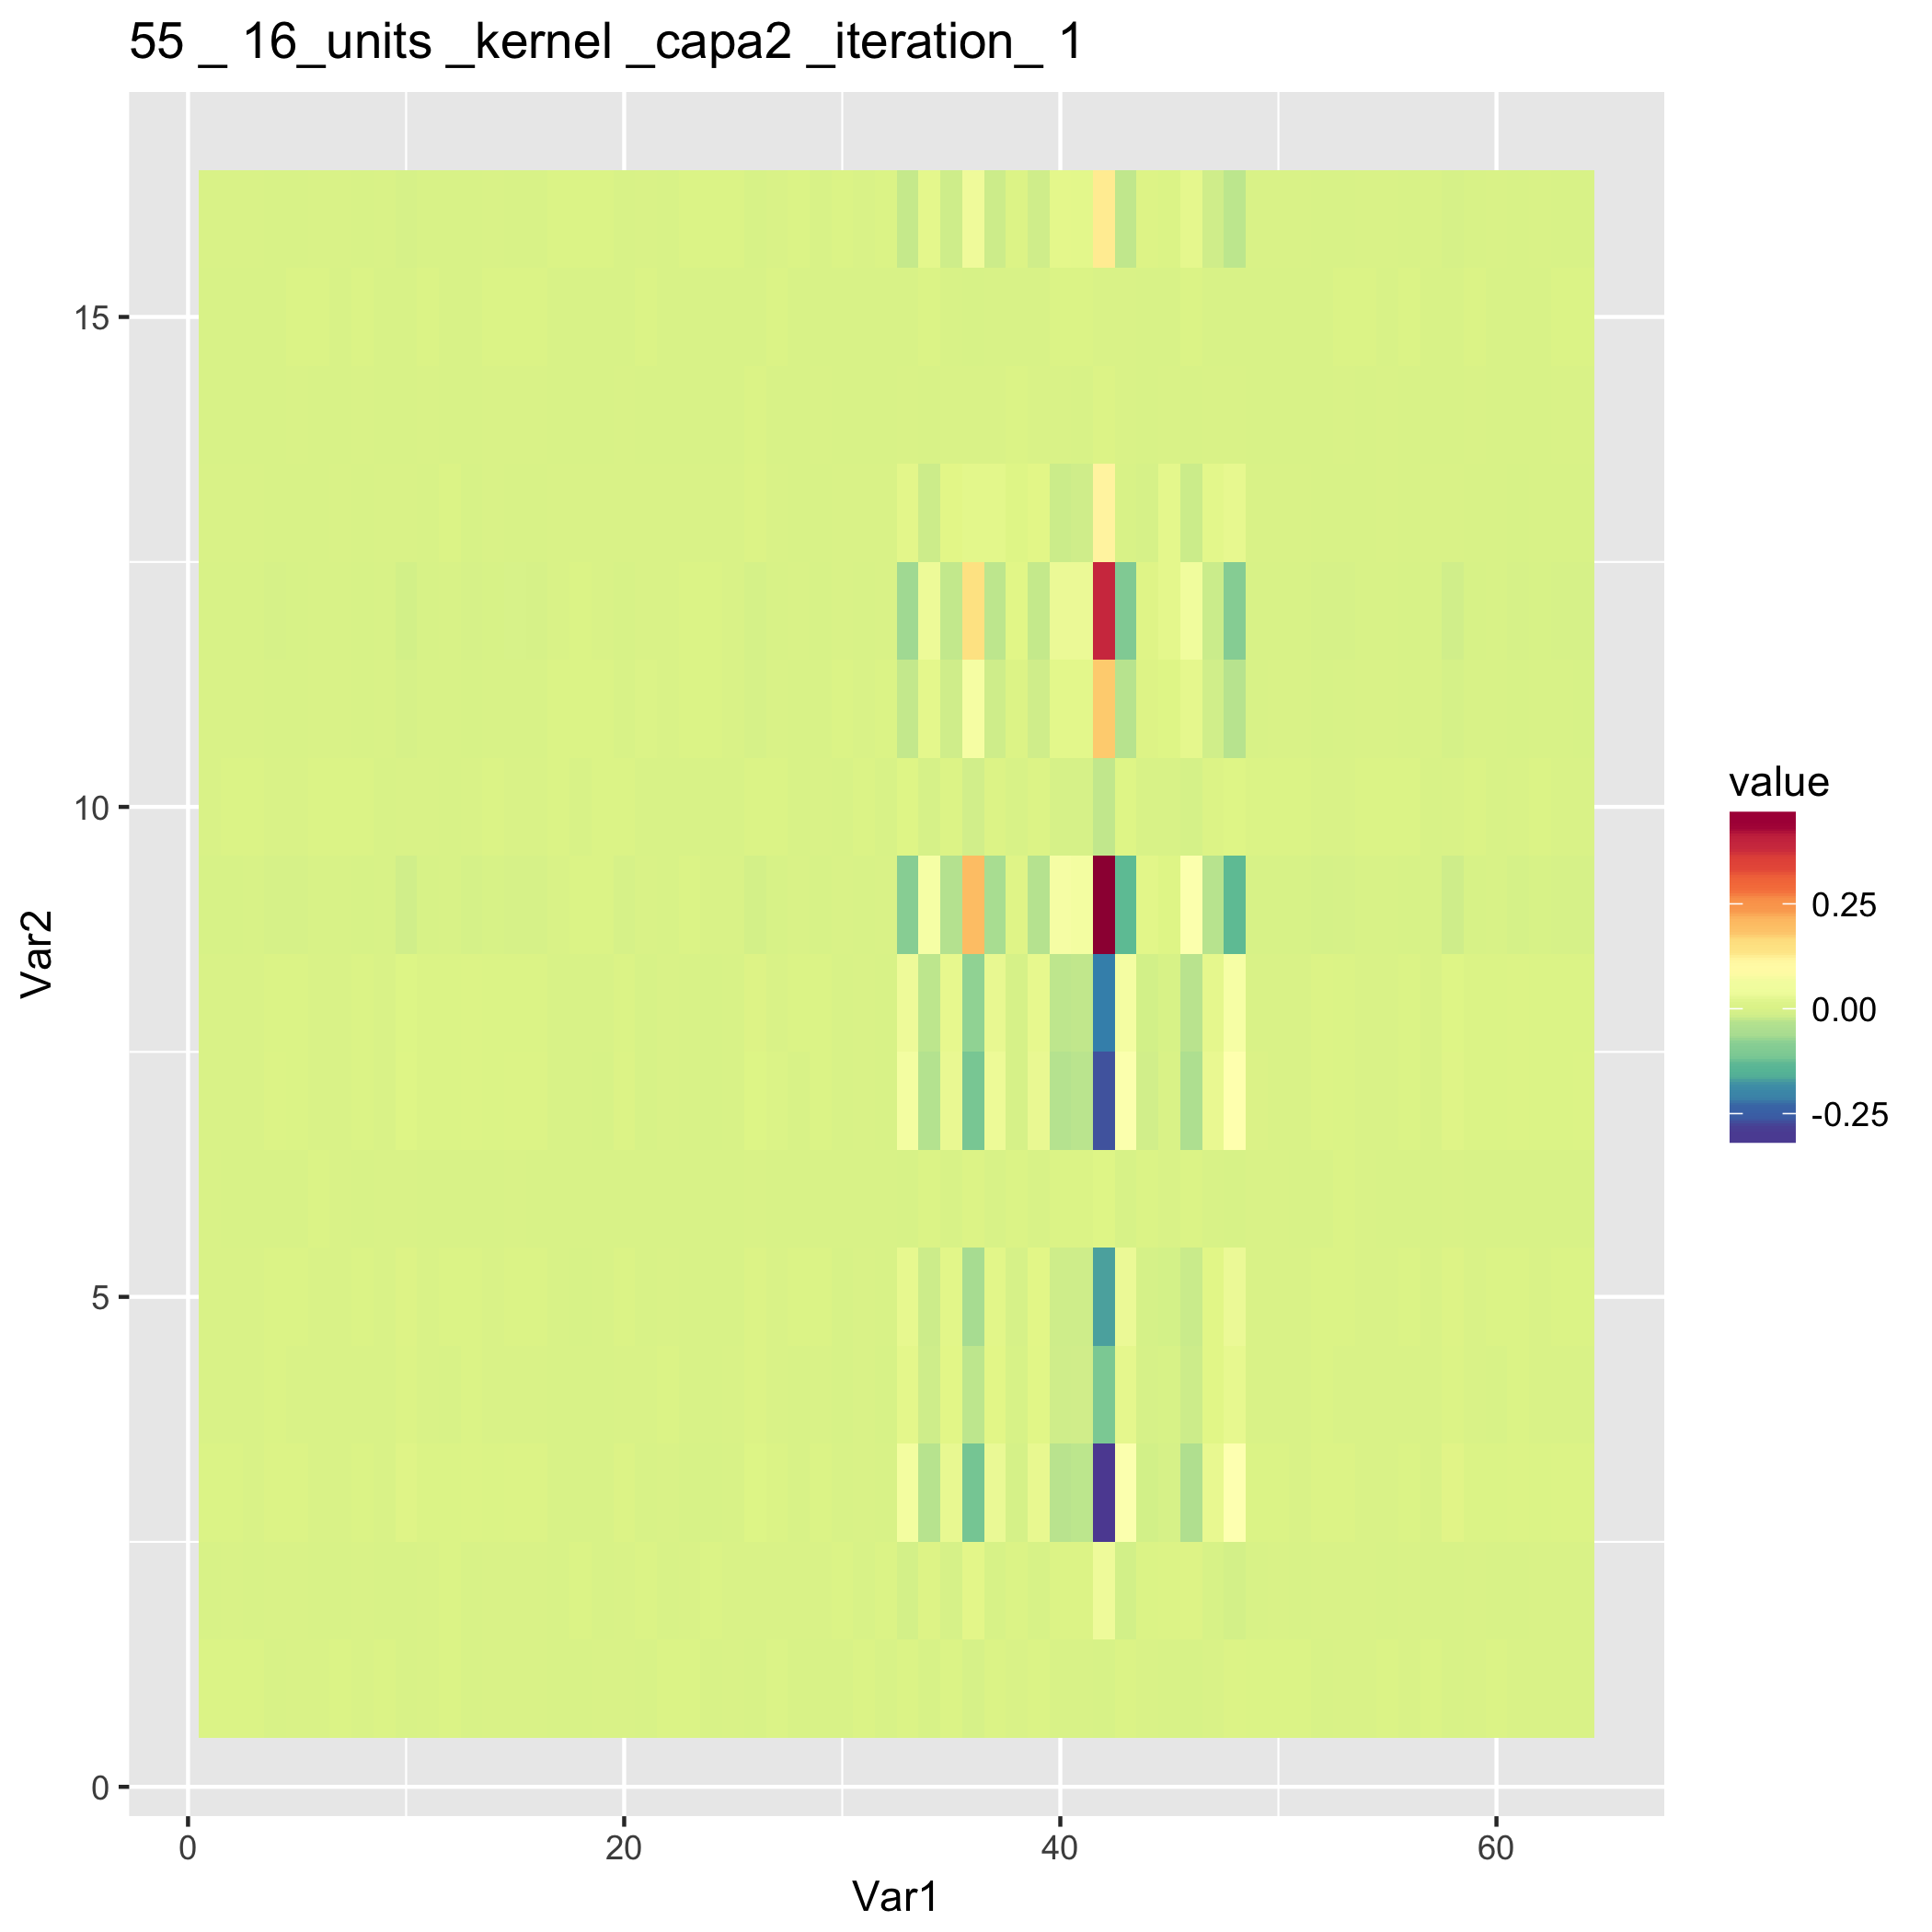 55 _ 16_units _kernel _capa2 _iteration_ 1
15
10
5
0
Var2
0 20 40 60
Var1
value
0.25
0.00
-0.25